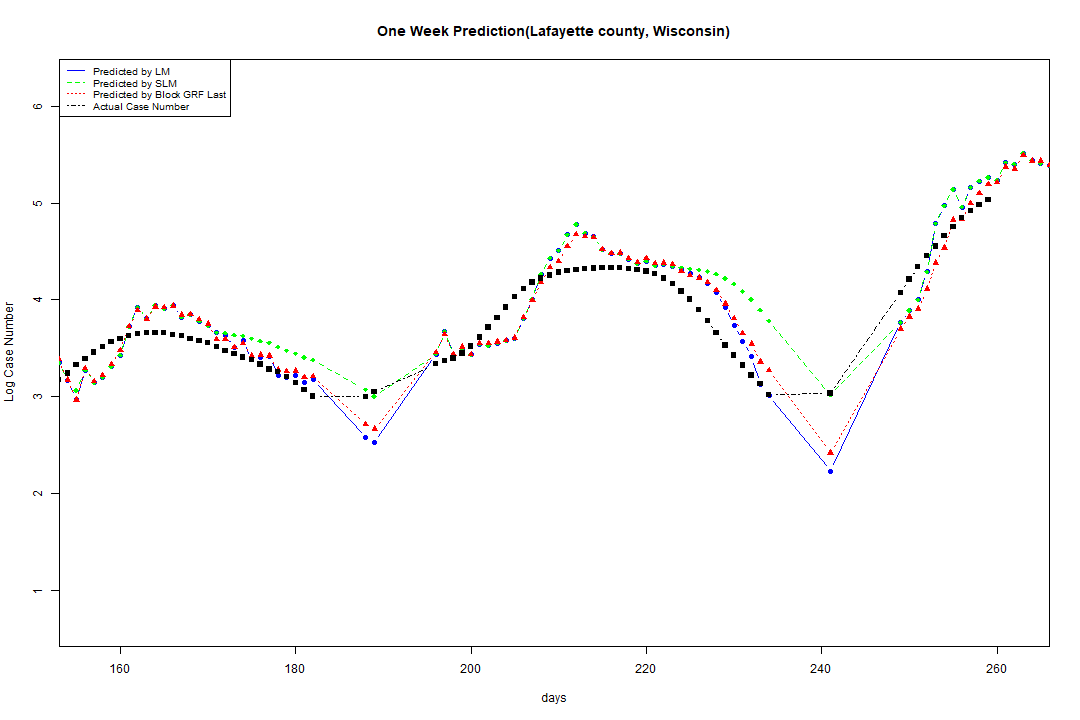 One Week Prediction(Lafayette county, Wisconsin)
Predicted by LM
Predicted by SLM
Predicted by Block GRF Last
Actual Case Number
6
5
4
3
2
1
Log Case Number
160 180 200 220 240 260
days